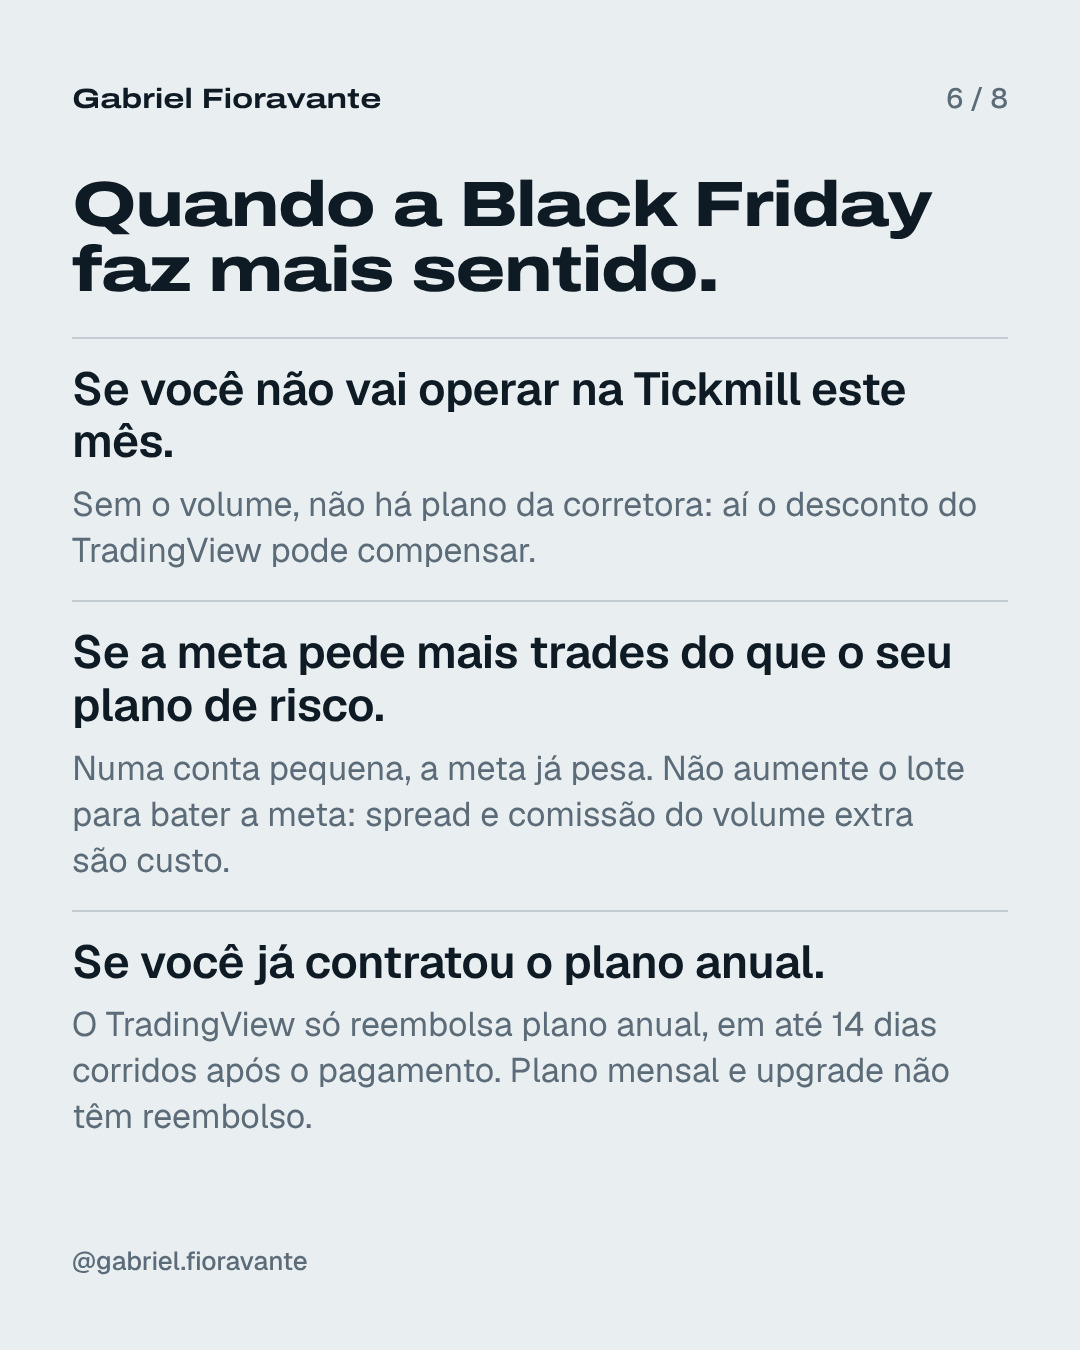 Gabriel Fioravante
6 / 8
Quando a Black Friday
faz mais sentido.
Se você não vai operar na Tickmill este
mês.
Sem o volume, não há plano da corretora: aí o desconto do
TradingView pode compensar.
Se a meta pede mais trades do que o seu
plano de risco.
Numa conta pequena, a meta já pesa. Não aumente o lote
para bater a meta: spread e comissão do volume extra
são custo.
Se você já contratou o plano anual.
O TradingView só reembolsa plano anual, em até 14 dias
corridos após o pagamento. Plano mensal e upgrade não
têm reembolso.
@gabriel.fioravante